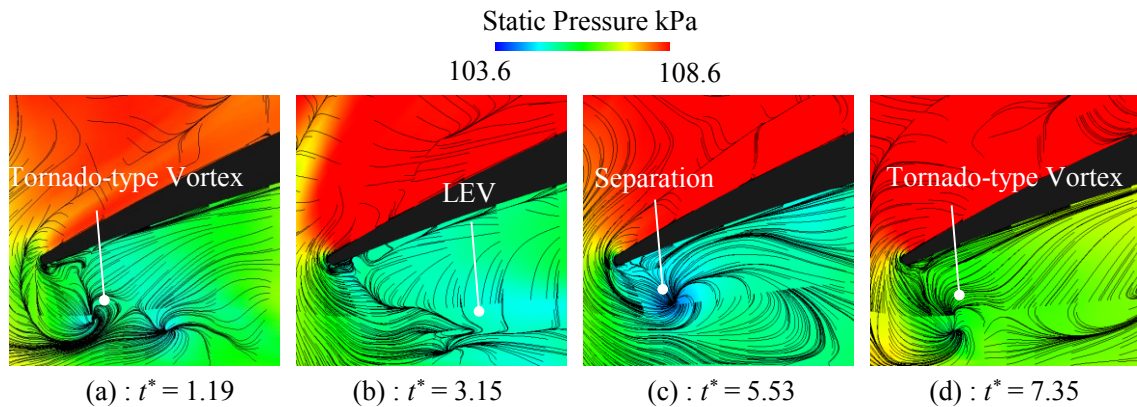 Static Pressure kPa
103.6 108.6
Tornado-type Vortex
LEV
Separation
Tornado-type Vortex
(a) : t* = 1.19
(b) : t* = 3.15
(c) : t* = 5.53
(d) : t* = 7.35